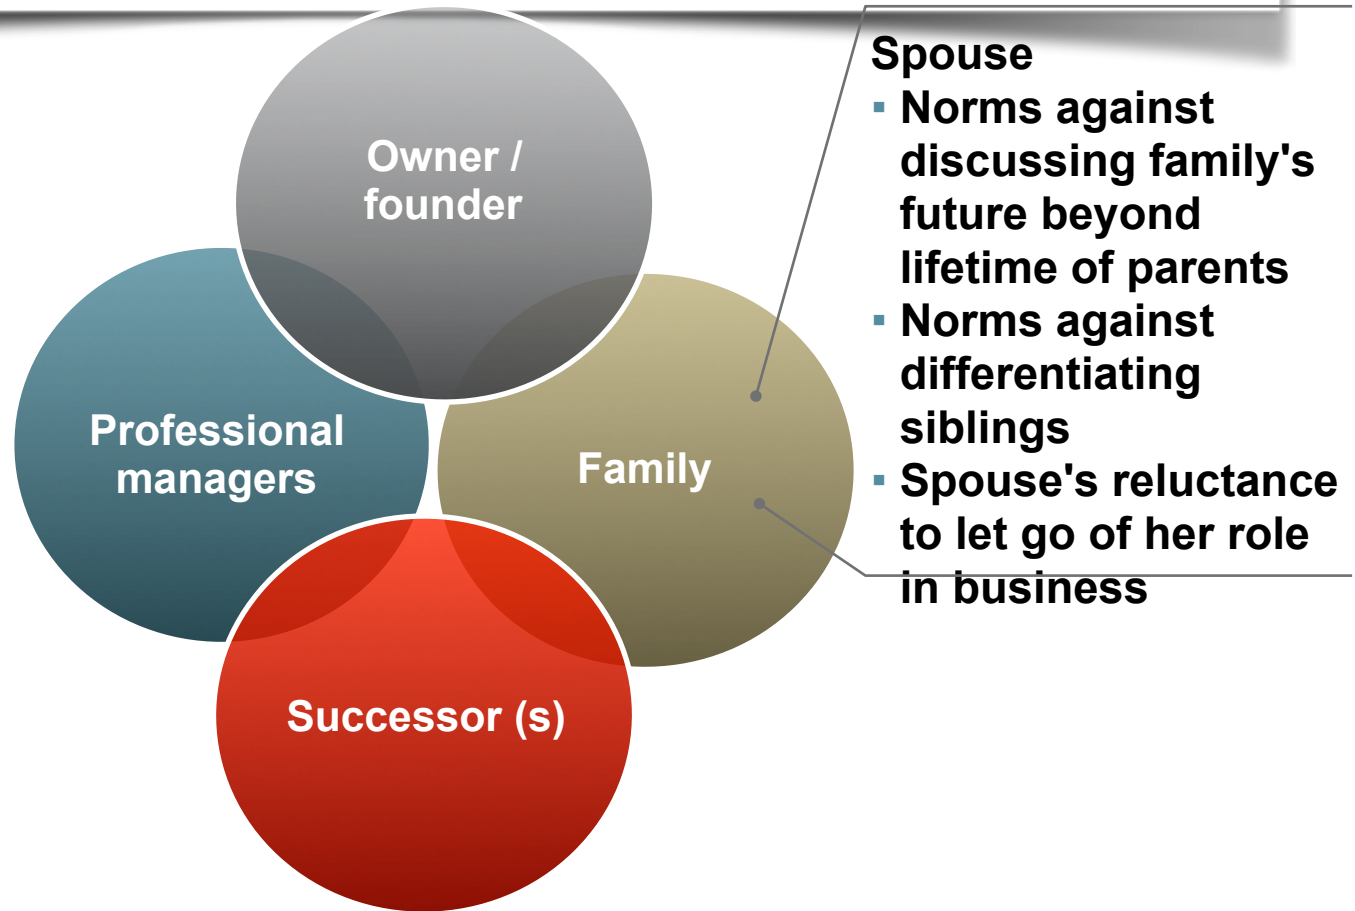 Owner /
founder
Professional
managers
Family
Successor (s)
Spouse
▪ Norms against
discussing family's
future beyond
lifetime of parents
▪ Norms against
differentiating
siblings
▪ Spouse's reluctance
to let go of her role
in business